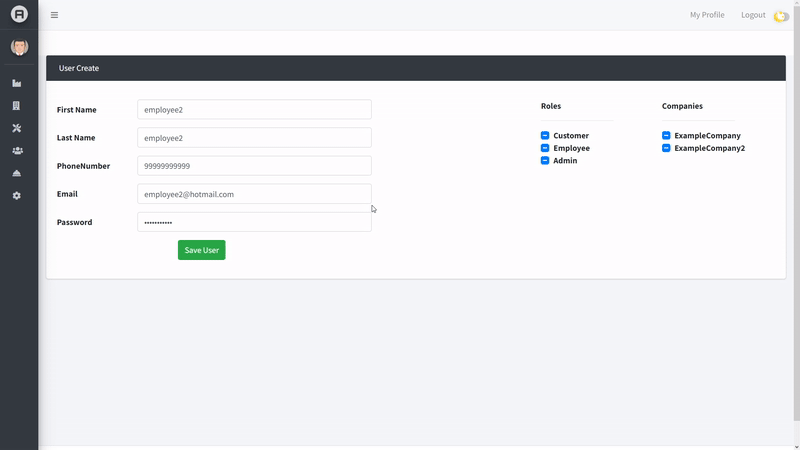 My Profile Logout
User Create
First Name employee2
Last Name employee2
PhoneNumber 99999999999
Email employee2@hotmail.com
Password •••••••••••
Save User
Roles
Customer
Employee
Admin
Companies
ExampleCompany
ExampleCompany2